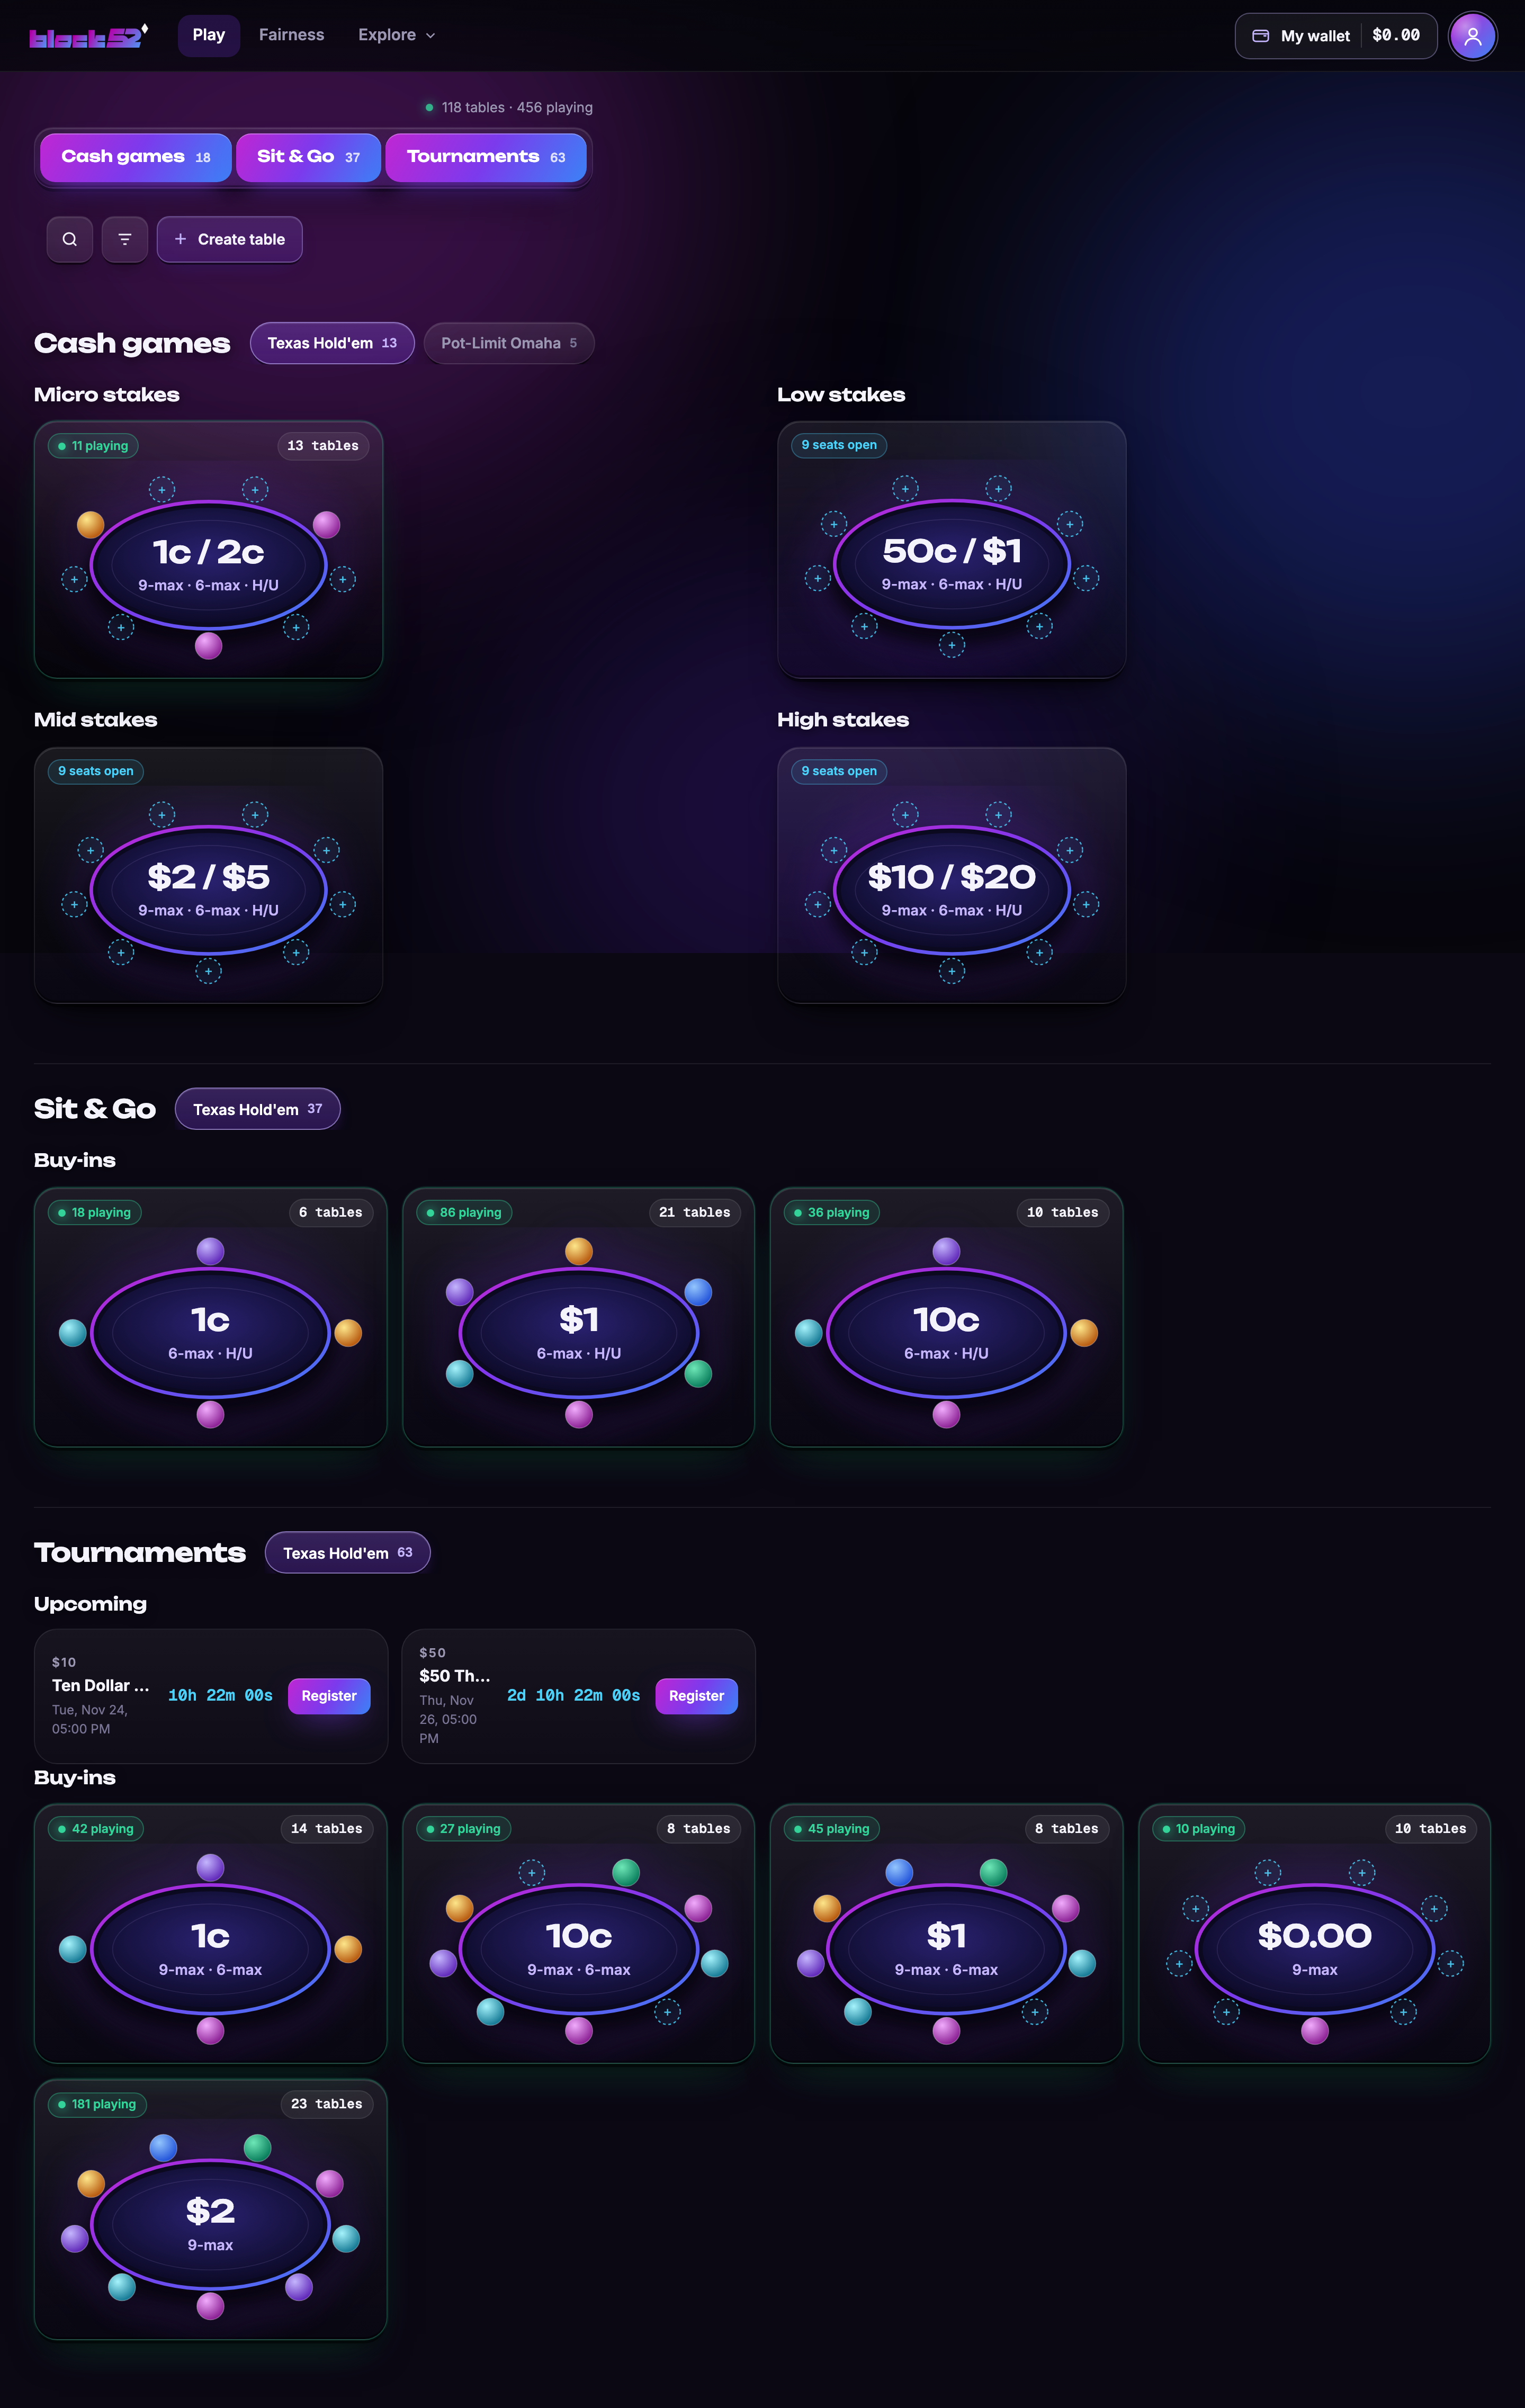 block52
Play
Fairness
Explore
My wallet
$0.00
118 tables · 456 playing
Cash games 18
Sit & Go 37
Tournaments 63
+ Create table
Cash games
Texas Hold'em 13
Pot-Limit Omaha 5
Micro stakes
11 playing
13 tables
1c / 2c
9-max · 6-max · H/U
Low stakes
9 seats open
50c / $1
9-max · 6-max · H/U
Mid stakes
9 seats open
$2 / $5
9-max · 6-max · H/U
High stakes
9 seats open
$10 / $20
9-max · 6-max · H/U
Sit & Go
Texas Hold'em 37
Buy-ins
18 playing
6 tables
1c
6-max · H/U
86 playing
21 tables
$1
6-max · H/U
36 playing
10 tables
10c
6-max · H/U
Tournaments
Texas Hold'em 63
Upcoming
$10
Ten Dollar ...
Tue, Nov 24,
05:00 PM
10h 22m 00s
Register
$50
$50 Th...
Thu, Nov
26, 05:00
PM
2d 10h 22m 00s
Register
Buy-ins
42 playing
14 tables
1c
9-max · 6-max
27 playing
8 tables
10c
9-max · 6-max
45 playing
8 tables
$1
9-max · 6-max
10 playing
10 tables
$0.00
9-max
181 playing
23 tables
$2
9-max